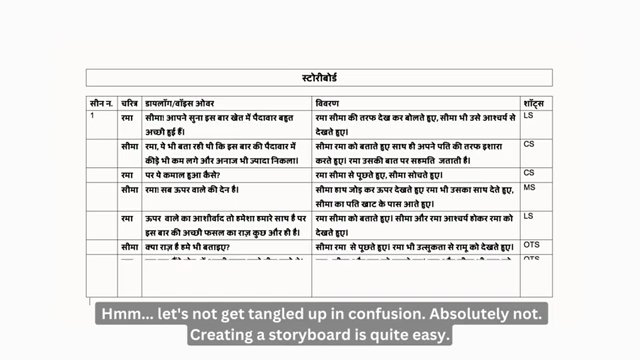 स्टोरीबोर्ड
सीन न. चरित्र डायलॉग/वॉइस ओवर विवरण शॉट्स
1 रमा सीमा! आपने सुना इस बार खेत में पैदावार बहुत रमा सीमा की तरफ देख कर बोलते हुए, सीमा भी उसे आश्चर्य से LS
अच्छी हुई हैं। देखते हुए।
सीमा रमा, ये भी बता रही थी कि इस बार की पैदावार में सीमा रमा को बताते हुए साथ ही अपने पति की तरफ इशारा CS
कीड़े भी कम लगे और अनाज भी ज्यादा निकला। करते हुए। रमा उसकी बात पर सहमति जताती है।
रमा पर ये कमाल हुआ कैसे? रमा सीमा से पूछते हुए, सीमा सोचते हुए। CS
सीमा रमा! सब ऊपर वाले की देन है। सीमा हाथ जोड़ कर ऊपर देखते हुए रमा भी उसका साथ देते हुए, MS
सीमा का पति खाट के पास आते हुए।
रमा ऊपर वाले का आशीर्वाद तो हमेशा हमारे साथ है पर रमा सीमा को बताते हुए। सीमा और रमा आश्चर्य होकर रमा को LS
इस बार की अच्छी फसल का राज़ कुछ और ही है। देखते हुए।
सीमा क्या राज़ है हमे भी बताइए? सीमा रमा से पूछते हुए। रमा भी उत्सुकता से रामू को देखते हुए। OTS
Hmm... let's not get tangled up in confusion. Absolutely not.
Creating a storyboard is quite easy.